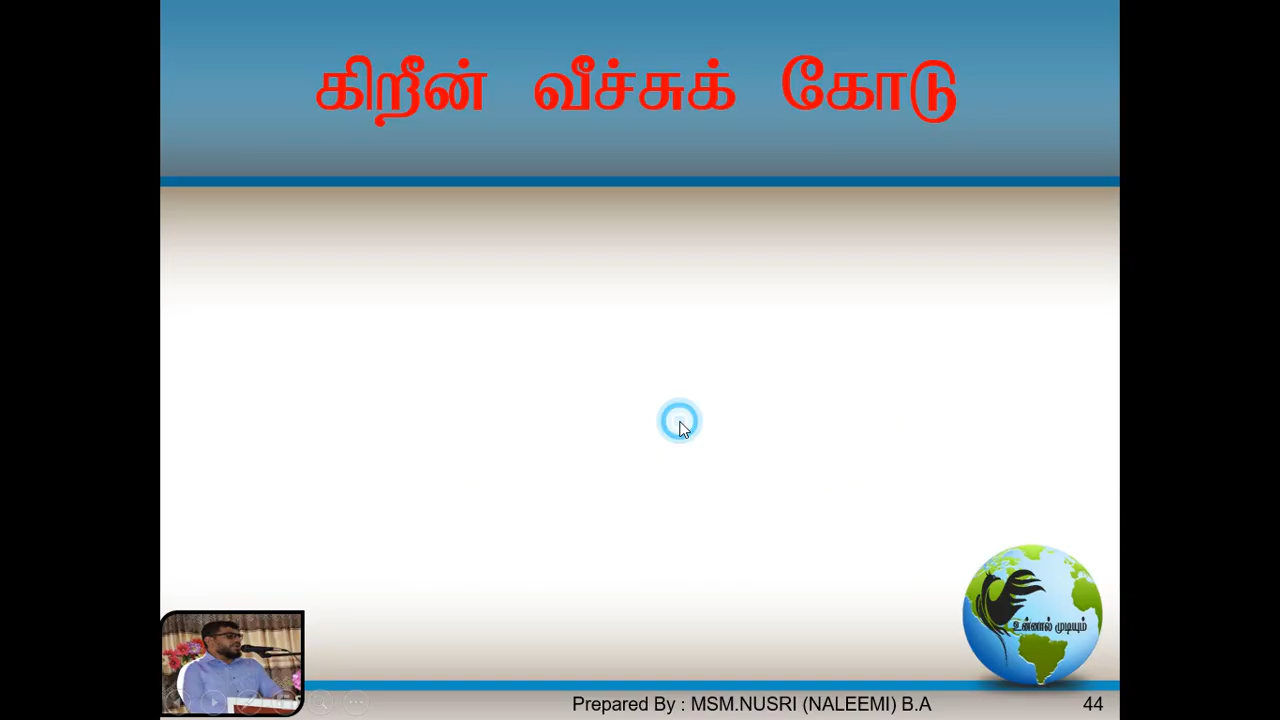 கிறீன் வீச்சுக் கோடு
உன்னால் முடியும்
Prepared By : MSM.NUSRI (NALEEMI) B.A
44